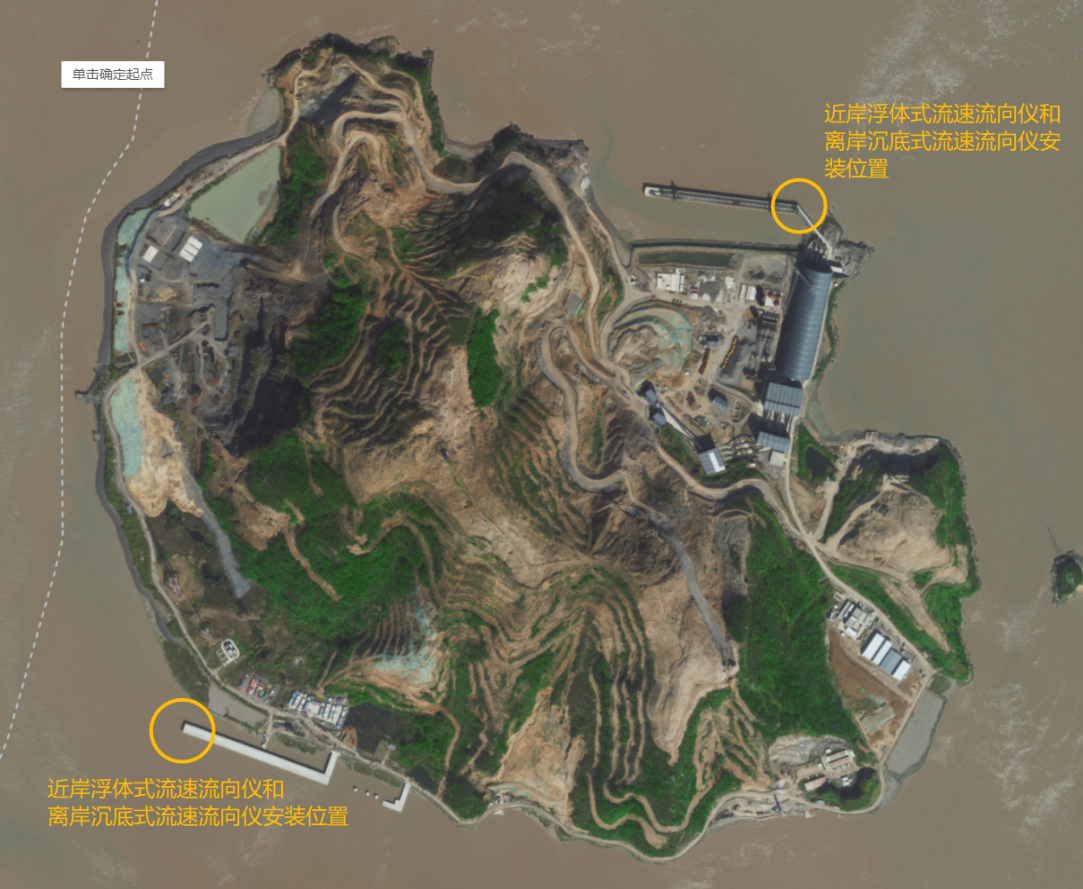 单击确定起点
近岸浮体式流速流向仪和
离岸沉底式流速流向仪安
装位置
近岸浮体式流速流向仪和
离岸沉底式流速流向仪安装位置